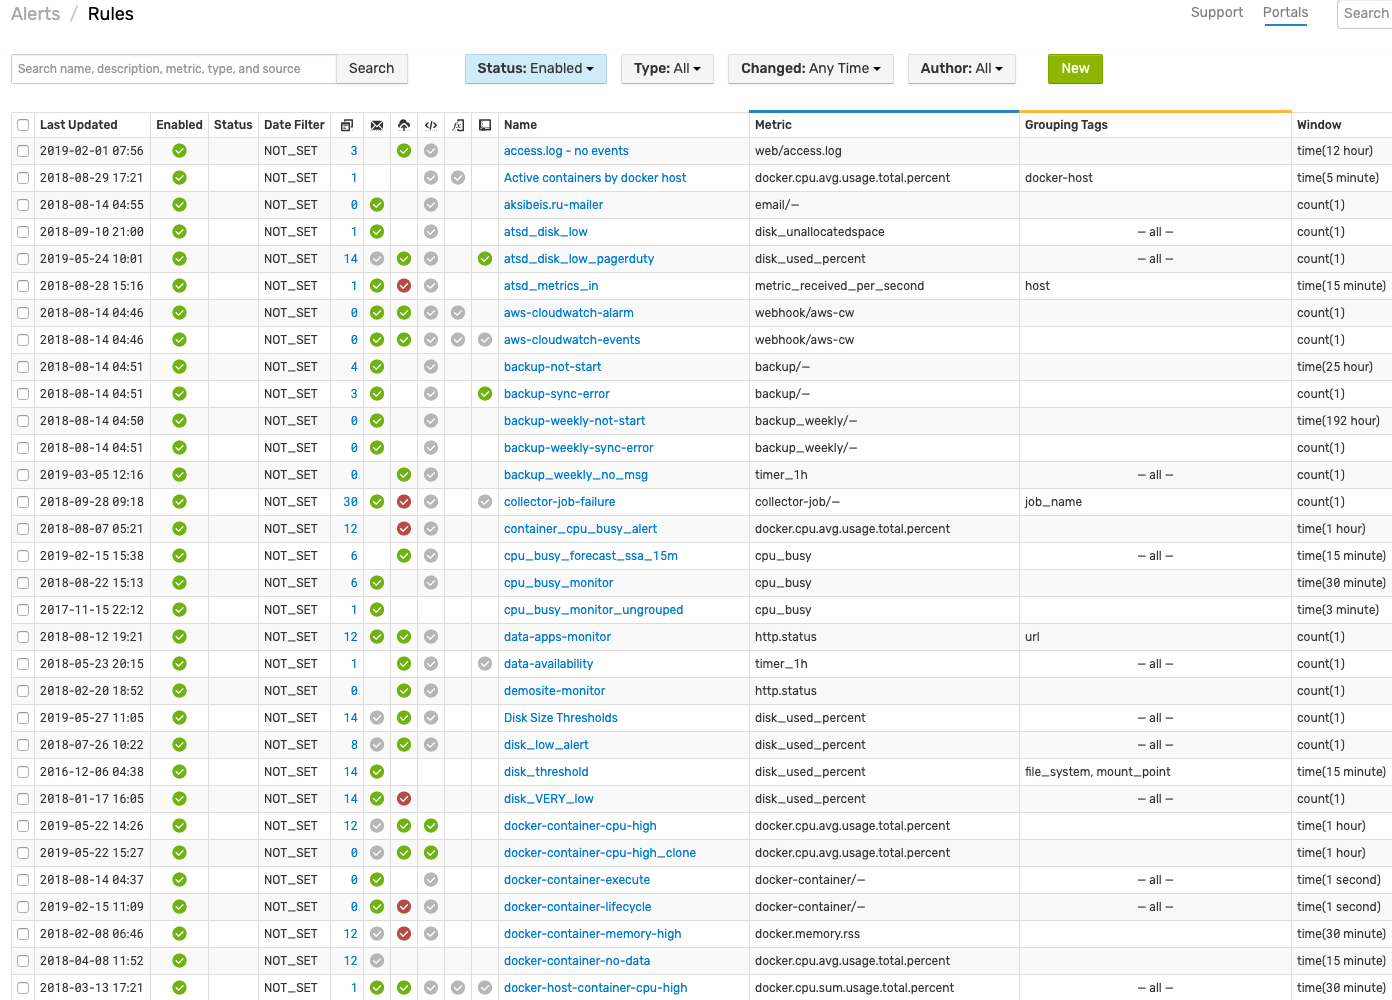 Alerts / Rules Support Portals Search
Search name, description, metric, type, and source Search Status: Enabled Type: All Changed: Any Time Author: All New
Last Updated Enabled Status Date Filter Name Metric Grouping Tags Window
2019-02-01 07:56 NOT_SET 3 access.log - no events web/access.log time(12 hour)
2018-08-29 17:21 NOT_SET 1 Active containers by docker host docker.cpu.avg.usage.total.percent docker-host time(5 minute)
2018-08-14 04:55 NOT_SET 0 aksibeis.ru-mailer email/— count(1)
2018-09-10 21:00 NOT_SET 1 atsd_disk_low disk_unallocatedspace — all — count(1)
2019-05-24 10:01 NOT_SET 14 atsd_disk_low_pagerduty disk_used_percent — all — count(1)
2018-08-28 15:16 NOT_SET 1 atsd_metrics_in metric_received_per_second host time(15 minute)
2018-08-14 04:46 NOT_SET 0 aws-cloudwatch-alarm webhook/aws-cw count(1)
2018-08-14 04:46 NOT_SET 0 aws-cloudwatch-events webhook/aws-cw count(1)
2018-08-14 04:51 NOT_SET 4 backup-not-start backup/— time(25 hour)
2018-08-14 04:51 NOT_SET 3 backup-sync-error backup/— count(1)
2018-08-14 04:50 NOT_SET 0 backup-weekly-not-start backup_weekly/— time(192 hour)
2018-08-14 04:51 NOT_SET 0 backup-weekly-sync-error backup_weekly/— count(1)
2019-03-05 12:16 NOT_SET 0 backup_weekly_no_msg timer_1h — all — count(1)
2018-09-28 09:18 NOT_SET 30 collector-job-failure collector-job/— job_name count(1)
2018-08-07 05:21 NOT_SET 12 container_cpu_busy_alert docker.cpu.avg.usage.total.percent time(1 hour)
2019-02-15 15:38 NOT_SET 6 cpu_busy_forecast_ssa_15m cpu_busy — all — time(15 minute)
2018-08-22 15:13 NOT_SET 6 cpu_busy_monitor cpu_busy time(30 minute)
2017-11-15 22:12 NOT_SET 1 cpu_busy_monitor_ungrouped cpu_busy time(3 minute)
2018-08-12 19:21 NOT_SET 12 data-apps-monitor http.status url count(1)
2018-05-23 20:15 NOT_SET 1 data-availability timer_1h — all — count(1)
2018-02-20 18:52 NOT_SET 0 demosite-monitor http.status count(1)
2019-05-27 11:05 NOT_SET 14 Disk Size Thresholds disk_used_percent — all — count(1)
2018-07-26 10:22 NOT_SET 8 disk_low_alert disk_used_percent — all — count(1)
2016-12-06 04:38 NOT_SET 14 disk_threshold disk_used_percent file_system, mount_point time(15 minute)
2018-01-17 16:05 NOT_SET 14 disk_VERY_low disk_used_percent — all — count(1)
2019-05-22 14:26 NOT_SET 12 docker-container-cpu-high docker.cpu.avg.usage.total.percent time(1 hour)
2019-05-22 15:27 NOT_SET 0 docker-container-cpu-high_clone docker.cpu.avg.usage.total.percent time(1 hour)
2018-08-14 04:37 NOT_SET 0 docker-container-execute docker-container/— — all — time(1 second)
2019-02-15 11:09 NOT_SET 0 docker-container-lifecycle docker-container/— — all — time(1 second)
2018-02-08 06:46 NOT_SET 12 docker-container-memory-high docker.memory.rss time(30 minute)
2018-04-08 11:52 NOT_SET 12 docker-container-no-data docker.cpu.avg.usage.total.percent time(15 minute)
2018-03-13 17:21 NOT_SET 1 docker-host-container-cpu-high docker.cpu.sum.usage.total.percent — all — time(30 minute)